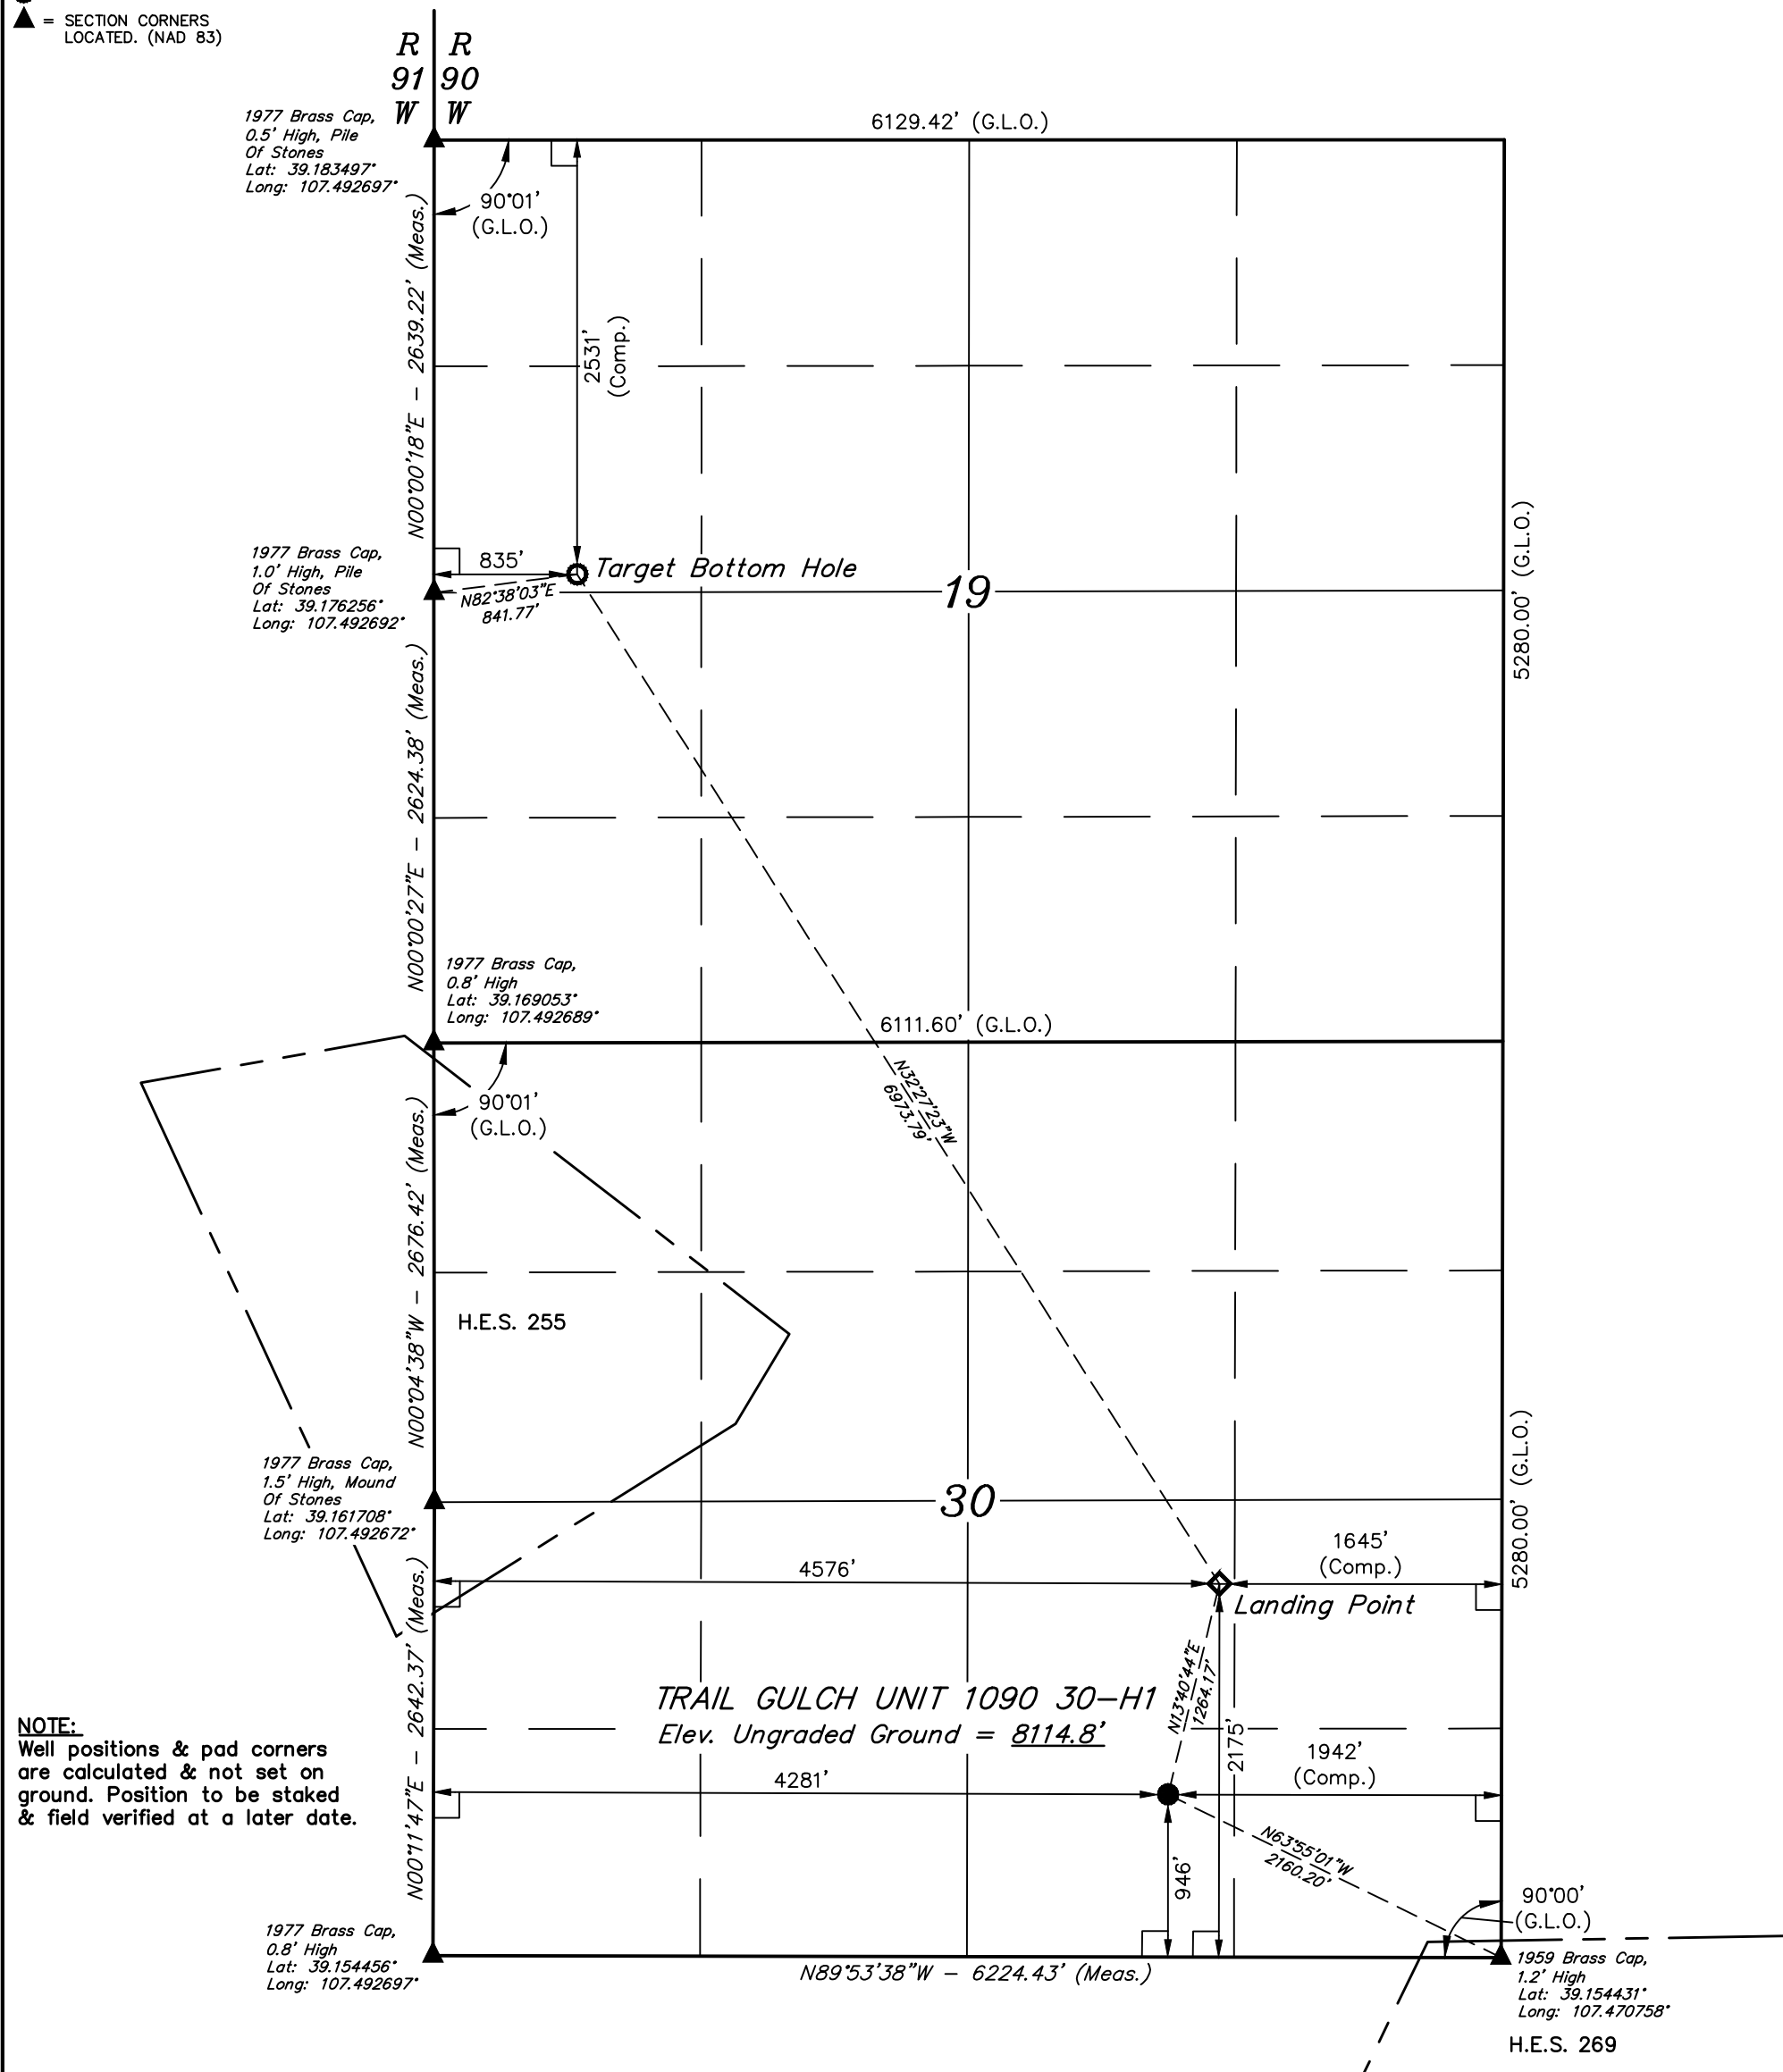 ▲ = SECTION CORNERS
LOCATED. (NAD 83)
R R
91 90
W W
1977 Brass Cap,
0.5' High, Pile
Of Stones
Lat: 39.183497°
Long: 107.492697°
6129.42' (G.L.O.)
90°01'
(G.L.O.)
N00°00'18"E - 2639.22' (Meas.)
2531'
(Comp.)
5280.00' (G.L.O.)
1977 Brass Cap,
1.0' High, Pile
Of Stones
Lat: 39.176256°
Long: 107.492692°
835'
Target Bottom Hole
N82°38'03"E
841.77'
19
N00°00'27"E - 2624.38' (Meas.)
1977 Brass Cap,
0.8' High
Lat: 39.169053°
Long: 107.492689°
6111.60' (G.L.O.)
90°01'
(G.L.O.)
N32°27'23"W
6973.79'
N00°04'38"W - 2676.42' (Meas.)
H.E.S. 255
5280.00' (G.L.O.)
1977 Brass Cap,
1.5' High, Mound
Of Stones
Lat: 39.161708°
Long: 107.492672°
30
4576'
1645'
(Comp.)
Landing Point
N00°11'47"E - 2642.37' (Meas.)
N13°40'44"E
1264.17'
2175'
TRAIL GULCH UNIT 1090 30-H1
Elev. Ungraded Ground = 8114.8'
NOTE:
Well positions & pad corners
are calculated & not set on
ground. Position to be staked
& field verified at a later date.
4281'
1942'
(Comp.)
946'
N63°55'01"W
2160.20'
90°00'
(G.L.O.)
1977 Brass Cap,
0.8' High
Lat: 39.154456°
Long: 107.492697°
N89°53'38"W - 6224.43' (Meas.)
1959 Brass Cap,
1.2' High
Lat: 39.154431°
Long: 107.470758°
H.E.S. 269